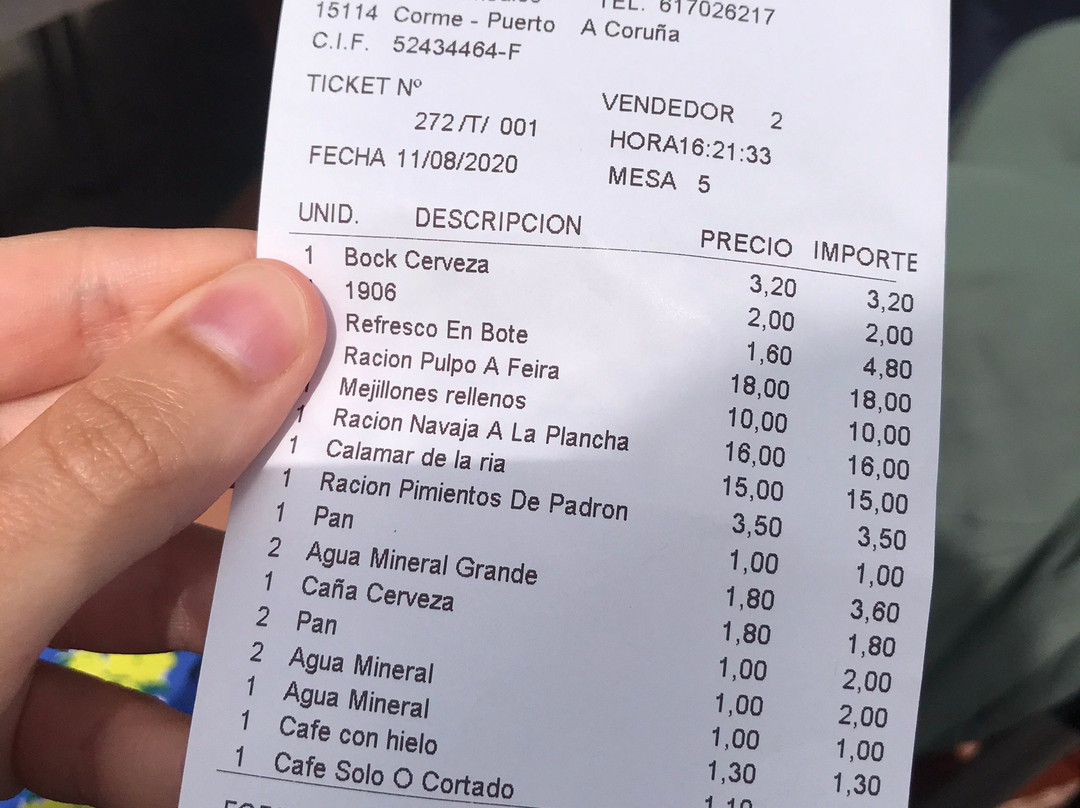 TEL. 617026217
15114 Corme - Puerto A Coruña
C.I.F. 52434464-F
TICKET Nº
VENDEDOR 2
272 /T/ 001
HORA16:21:33
FECHA 11/08/2020
MESA 5
UNID. DESCRIPCION PRECIO IMPORTE
1 Bock Cerveza 3,20 3,20
1906 2,00 2,00
Refresco En Bote 1,60 4,80
Racion Pulpo A Feira 18,00 18,00
Mejillones rellenos 10,00 10,00
1 Racion Navaja A La Plancha 16,00 16,00
1 Calamar de la ria 15,00 15,00
1 Racion Pimientos De Padron 3,50 3,50
1 Pan 1,00 1,00
2 Agua Mineral Grande 1,80 3,60
1 Caña Cerveza 1,80 1,80
2 Pan 1,00 2,00
2 Agua Mineral 1,00 2,00
1 Agua Mineral 1,00 1,00
1 Cafe con hielo 1,30 1,30
1 Cafe Solo O Cortado 1,10